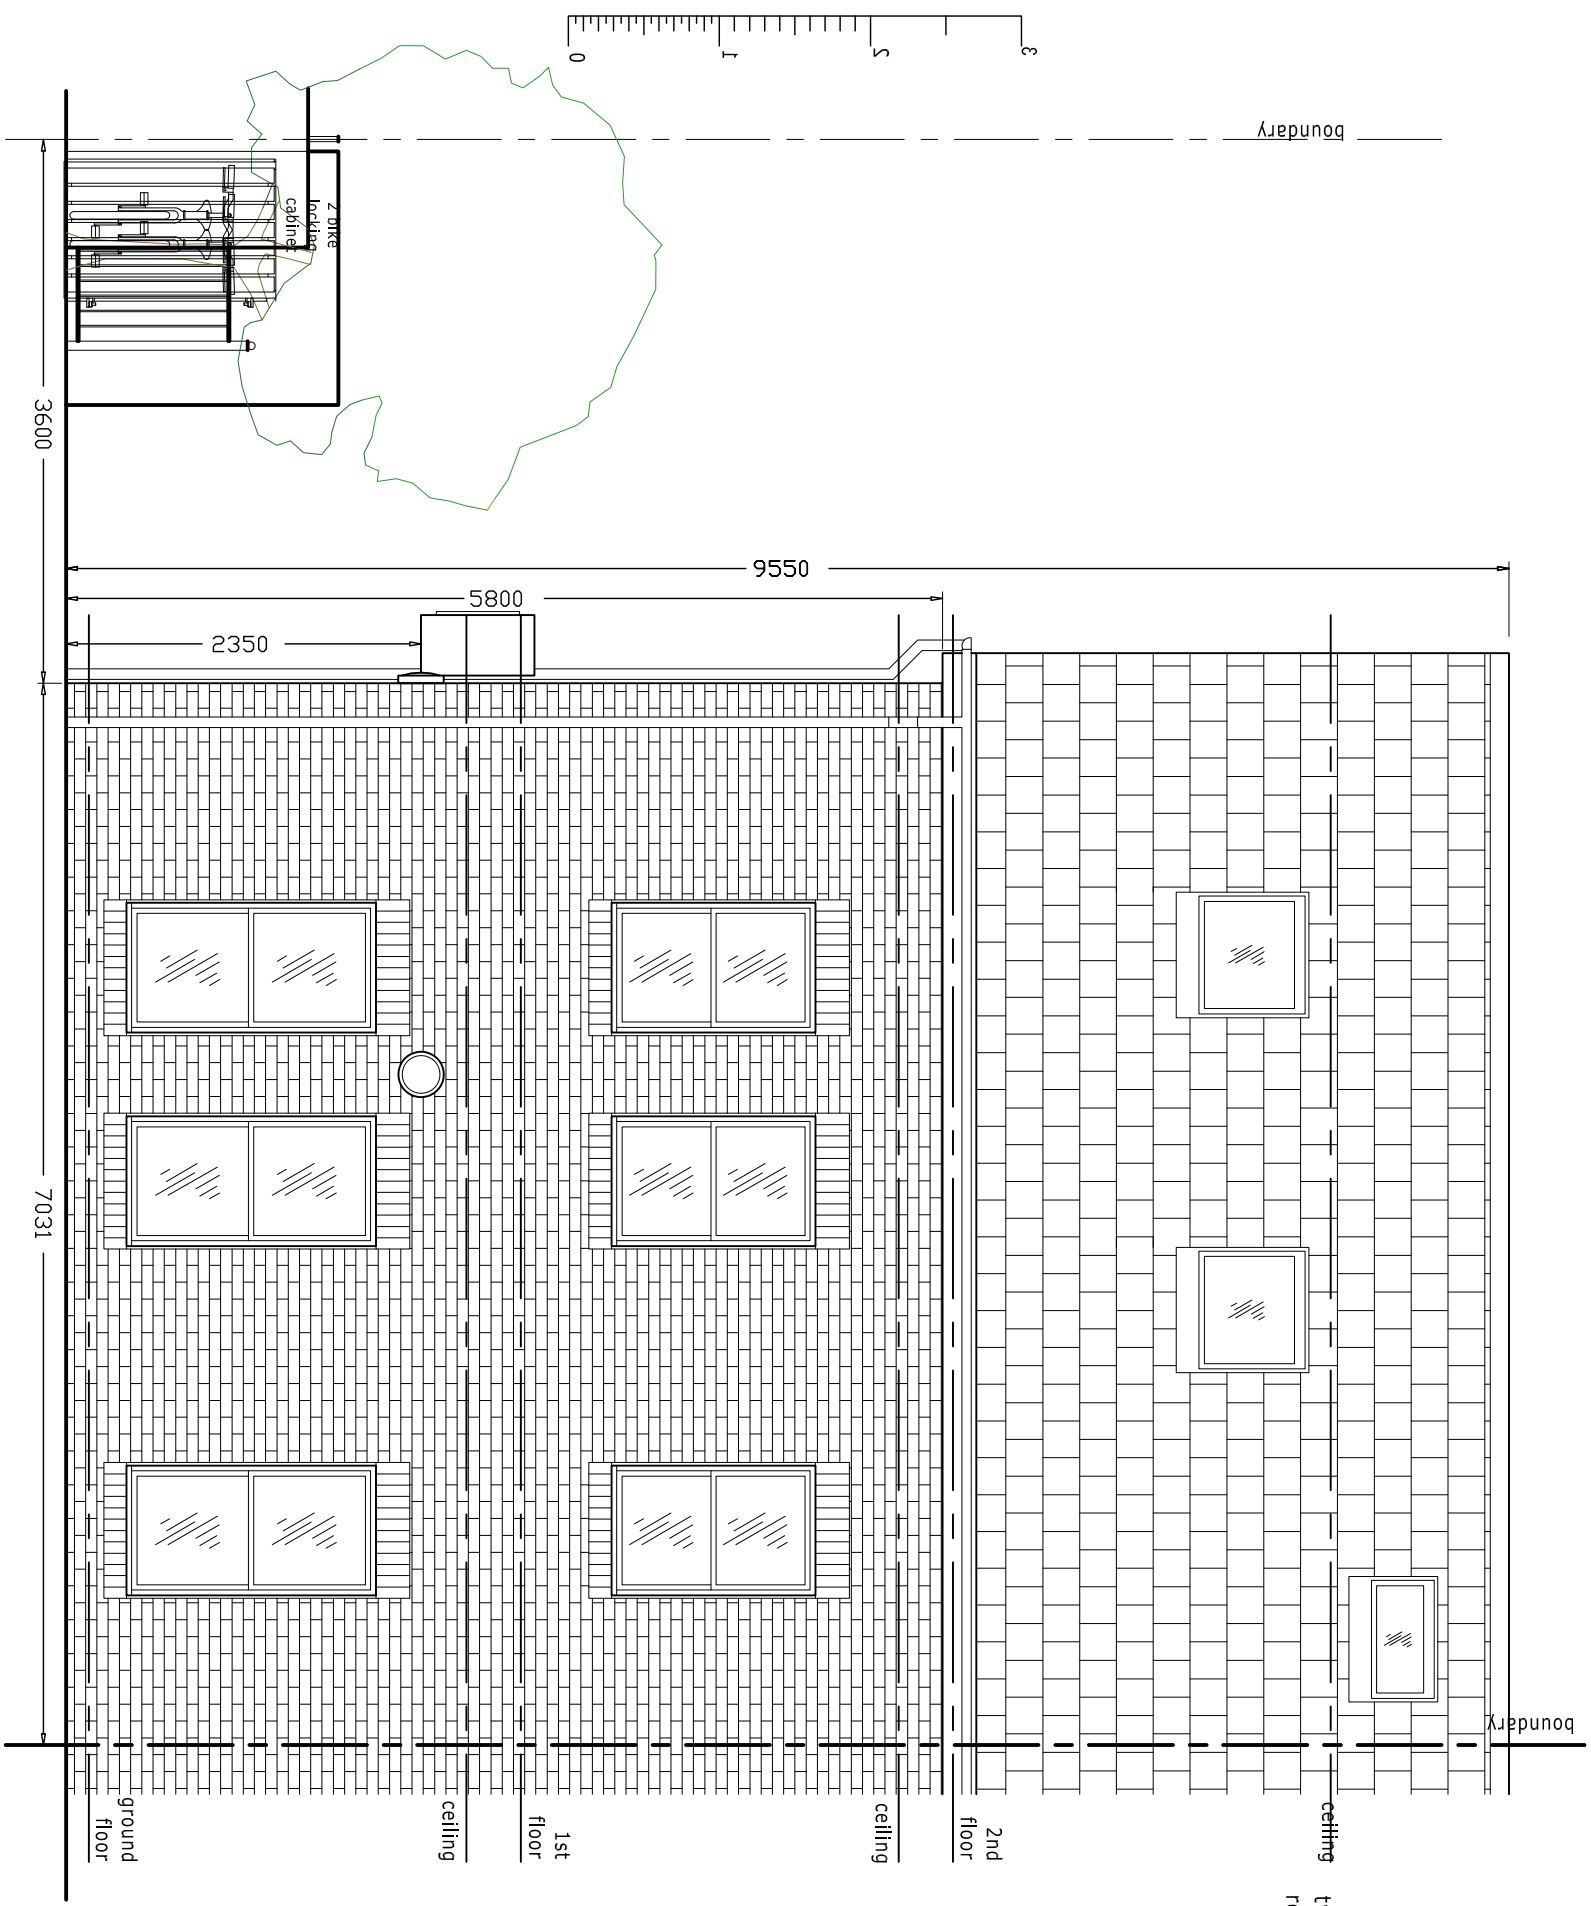 0 1 2 3
boundary
2 bike
locking
cabinet
3600
9550
5800
2350
7031
boundary
ground
floor
ceiling
1st
floor
ceiling
2nd
floor
ceiling